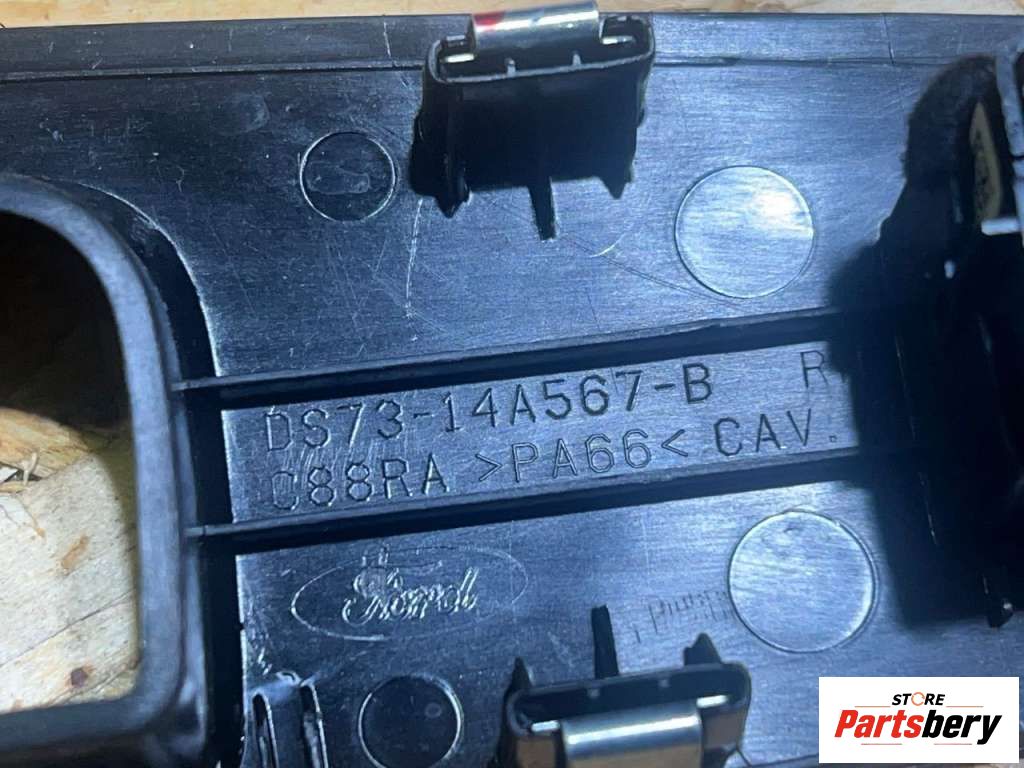 DS73-14A567-B R
C88RA >PA66< CAV.
Ford
STORE
Partsbery